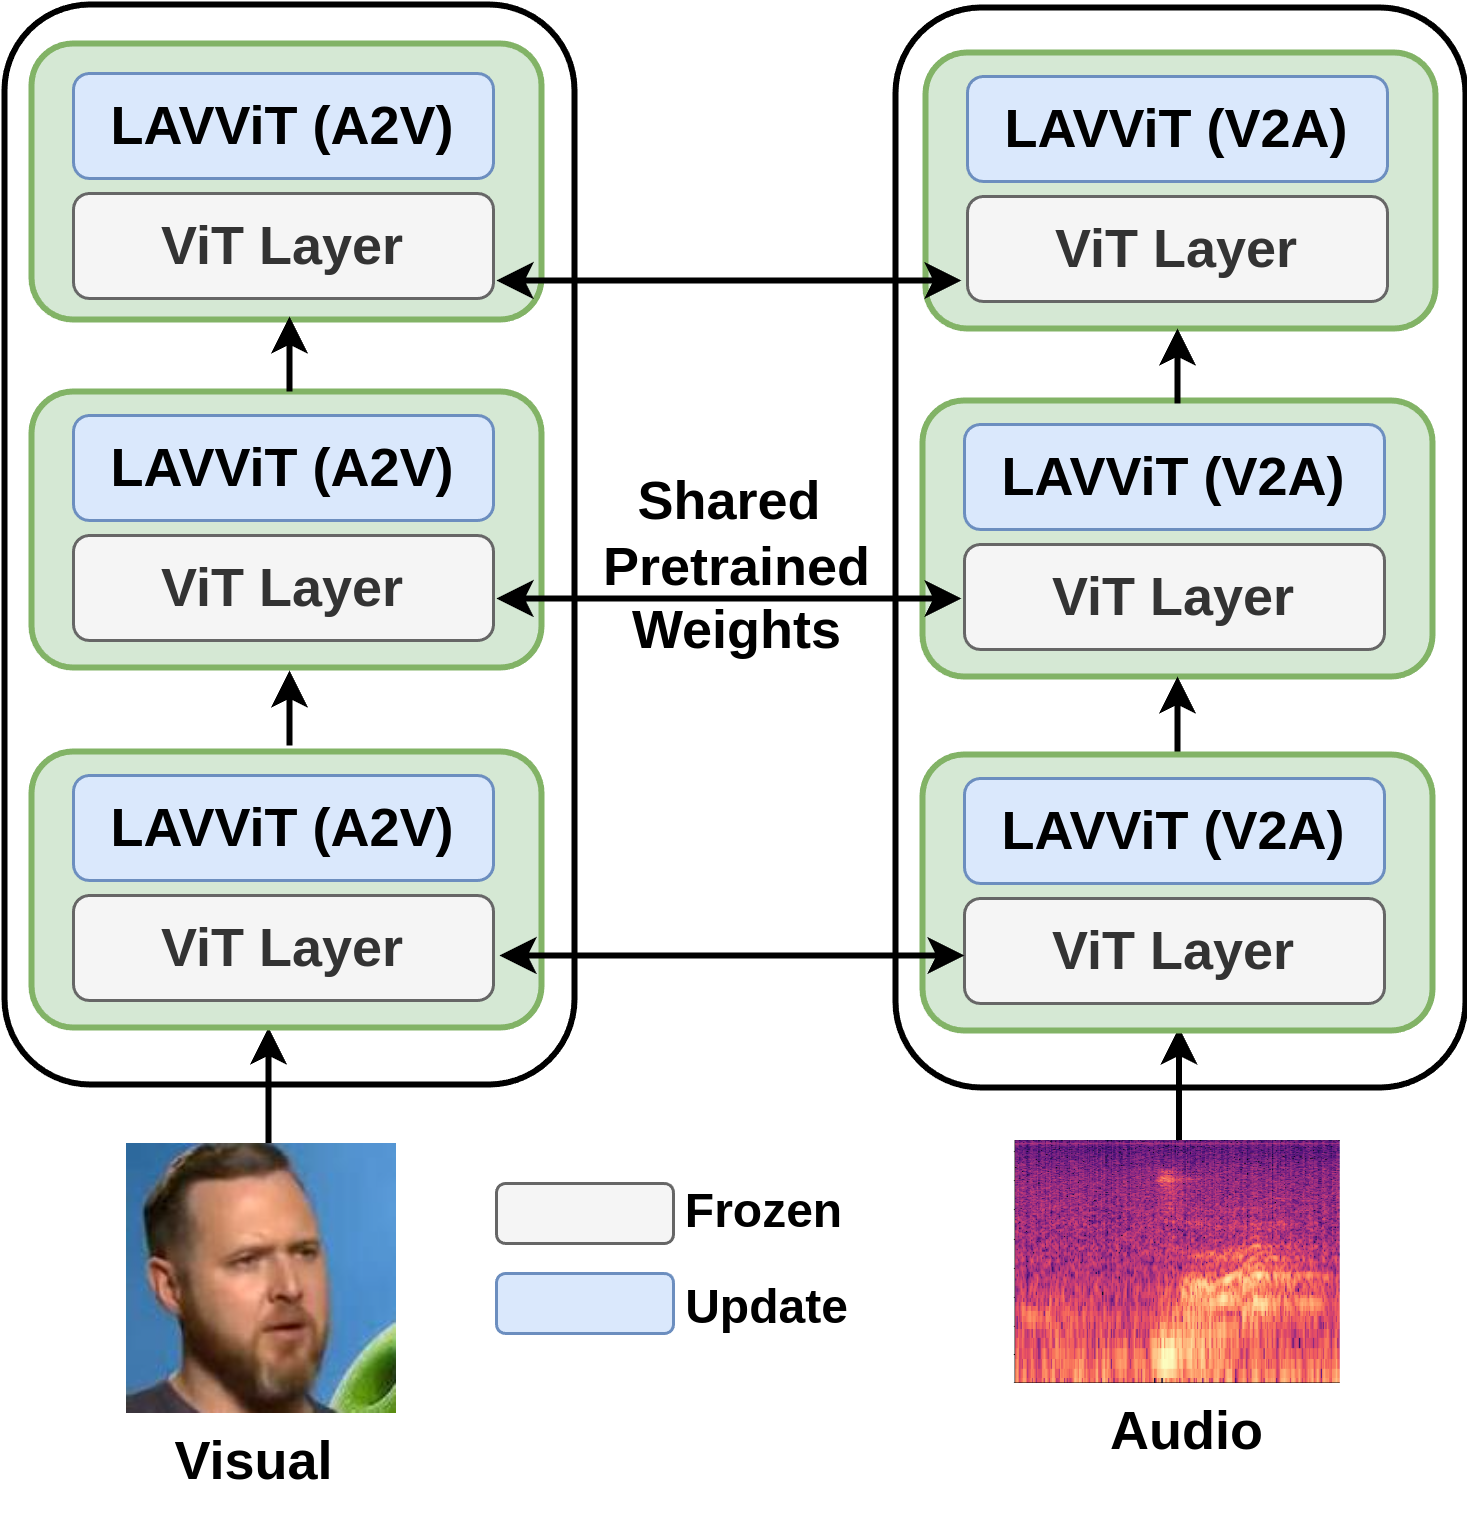 LAVViT (A2V)
ViT Layer
LAVViT (A2V)
ViT Layer
LAVViT (A2V)
ViT Layer
Visual
Shared
Pretrained
Weights
Frozen
Update
LAVViT (V2A)
ViT Layer
LAVViT (V2A)
ViT Layer
LAVViT (V2A)
ViT Layer
Audio